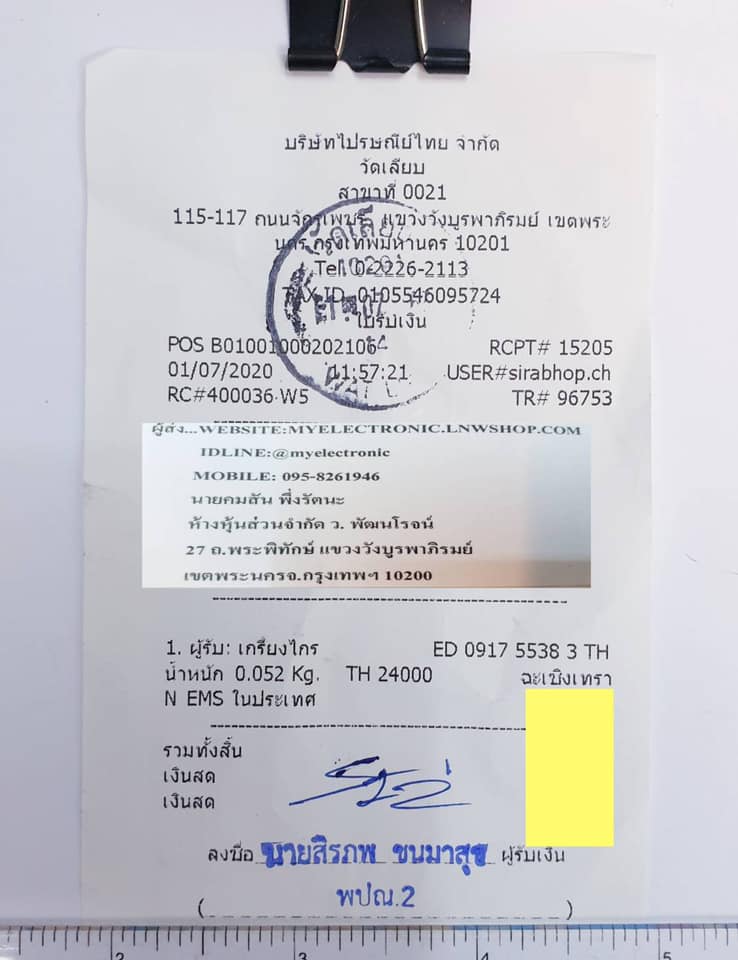 บริษัทไปรษณีย์ไทย จำกัด
วัดเลียบ
สาขาที่ 0021
115-117 ถนนจักรเพชร แขวงวังบูรพาภิรมย์ เขตพระ
นคร กรุงเทพมหานคร 10201
Tel. 0-2226-2113
TAX ID. 0105546095724
ใบรับเงิน
POS B01001000202106 RCPT# 15205
01/07/2020 11:57:21 USER#sirabhop.ch
RC#400036-W5 TR# 96753
ผู้ส่ง...WEBSITE:MYELECTRONIC.LNWSHOP.COM
IDLINE:@myelectronic
MOBILE: 095-8261946
นายคมสัน พึ่งรัตนะ
ห้างหุ้นส่วนจำกัด ว. พัฒนโรจน์
27 ถ.พระพิทักษ์ แขวงวังบูรพาภิรมย์
เขตพระนครจ.กรุงเทพฯ 10200
1. ผู้รับ: เกรียงไกร ED 0917 5538 3 TH
น้ำหนัก 0.052 Kg. TH 24000 ฉะเชิงเทรา
N EMS ในประเทศ
รวมทั้งสิ้น
เงินสด
เงินสด
ลงชื่อ นายสิรภพ ขนมาสุข ผู้รับเงิน
พปณ.2
2 3 4 5